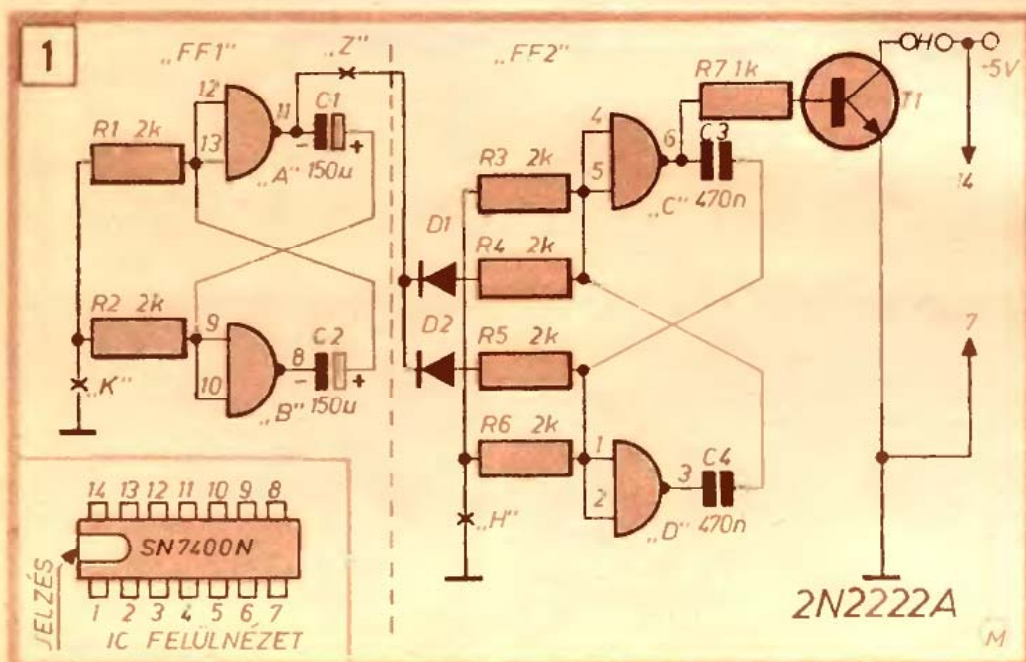 1
„FF1"
„Z"
„FF2"
R1 2k
12
13
11
C1
- +
150µ
„A"
R2 2k
9
10
8
C2
- +
150µ
„B"
„K"
D1
D2
R3 2k
R4 2k
R5 2k
R6 2k
4
5
6
„C"
C3
470n
R7 1k
T1
H
-5V
14
7
1
2
3
„D"
C4
470n
„H"
14 13 12 11 10 9 8
SN7400N
1 2 3 4 5 6 7
JELZÉS
IC FELÜLNÉZET
2N2222A
M